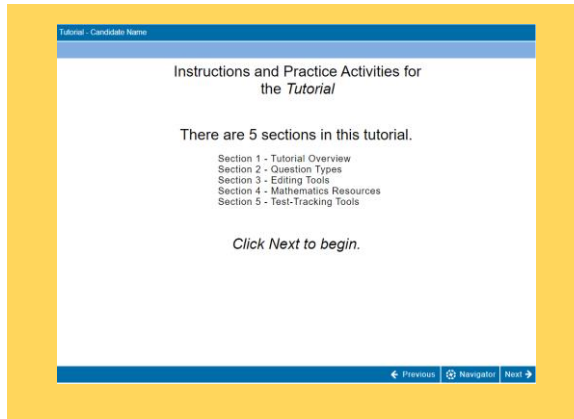 Tutorial - Candidate Name
Instructions and Practice Activities for
the Tutorial
There are 5 sections in this tutorial.
Section 1 - Tutorial Overview
Section 2 - Question Types
Section 3 - Editing Tools
Section 4 - Mathematics Resources
Section 5 - Test-Tracking Tools
Click Next to begin.
Previous Navigator Next